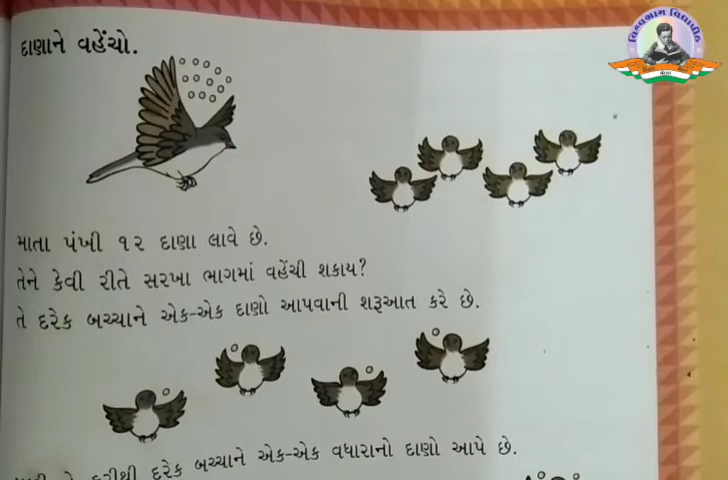 દાણાને વહેંચો.
વિશ્વગ્રામ વિદ્યાપીઠ
માતા પંખી ૧૨ દાણા લાવે છે.
તેને કેવી રીતે સરખા ભાગમાં વહેંચી શકાય?
તે દરેક બચ્ચાને એક-એક દાણો આપવાની શરૂઆત કરે છે.
દરેક બચ્ચાને એક-એક વધારાનો દાણો આપે છે.